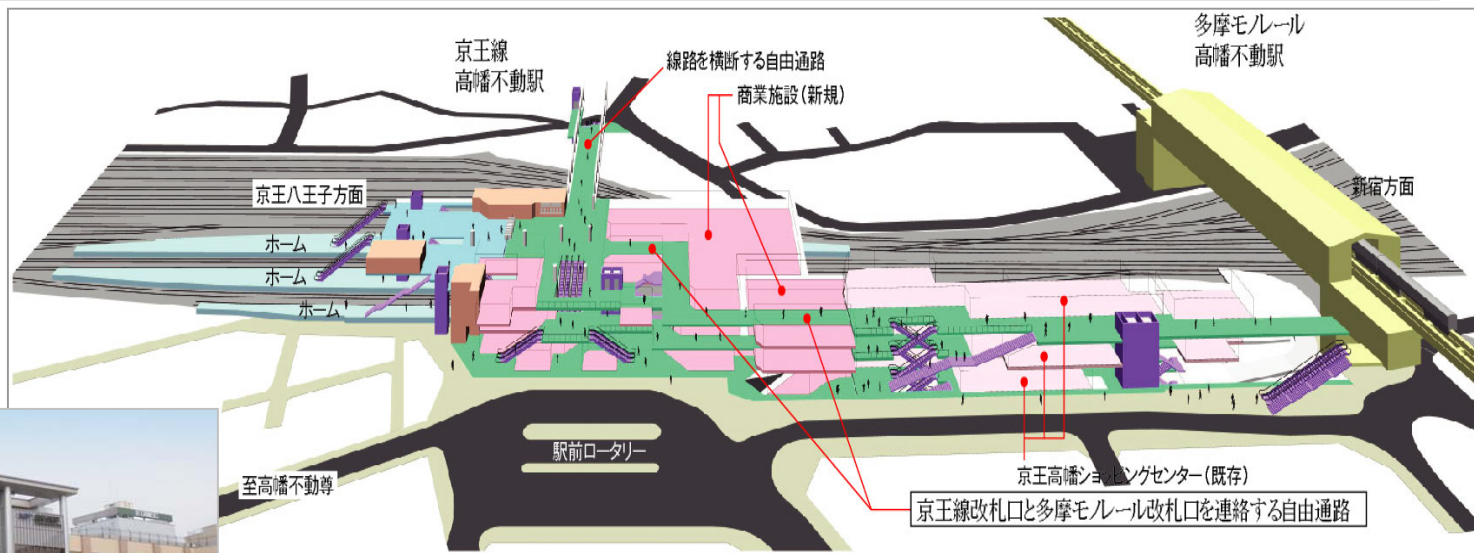 京王線
高幡不動駅
線路を横断する自由通路
商業施設(新規)
多摩モノレール
高幡不動駅
京王八王子方面
新宿方面
ホーム
ホーム
ホーム
駅前ロータリー
至高幡不動尊
京王高幡ショッピングセンター(既存)
京王線改札口と多摩モノレール改札口を連絡する自由通路